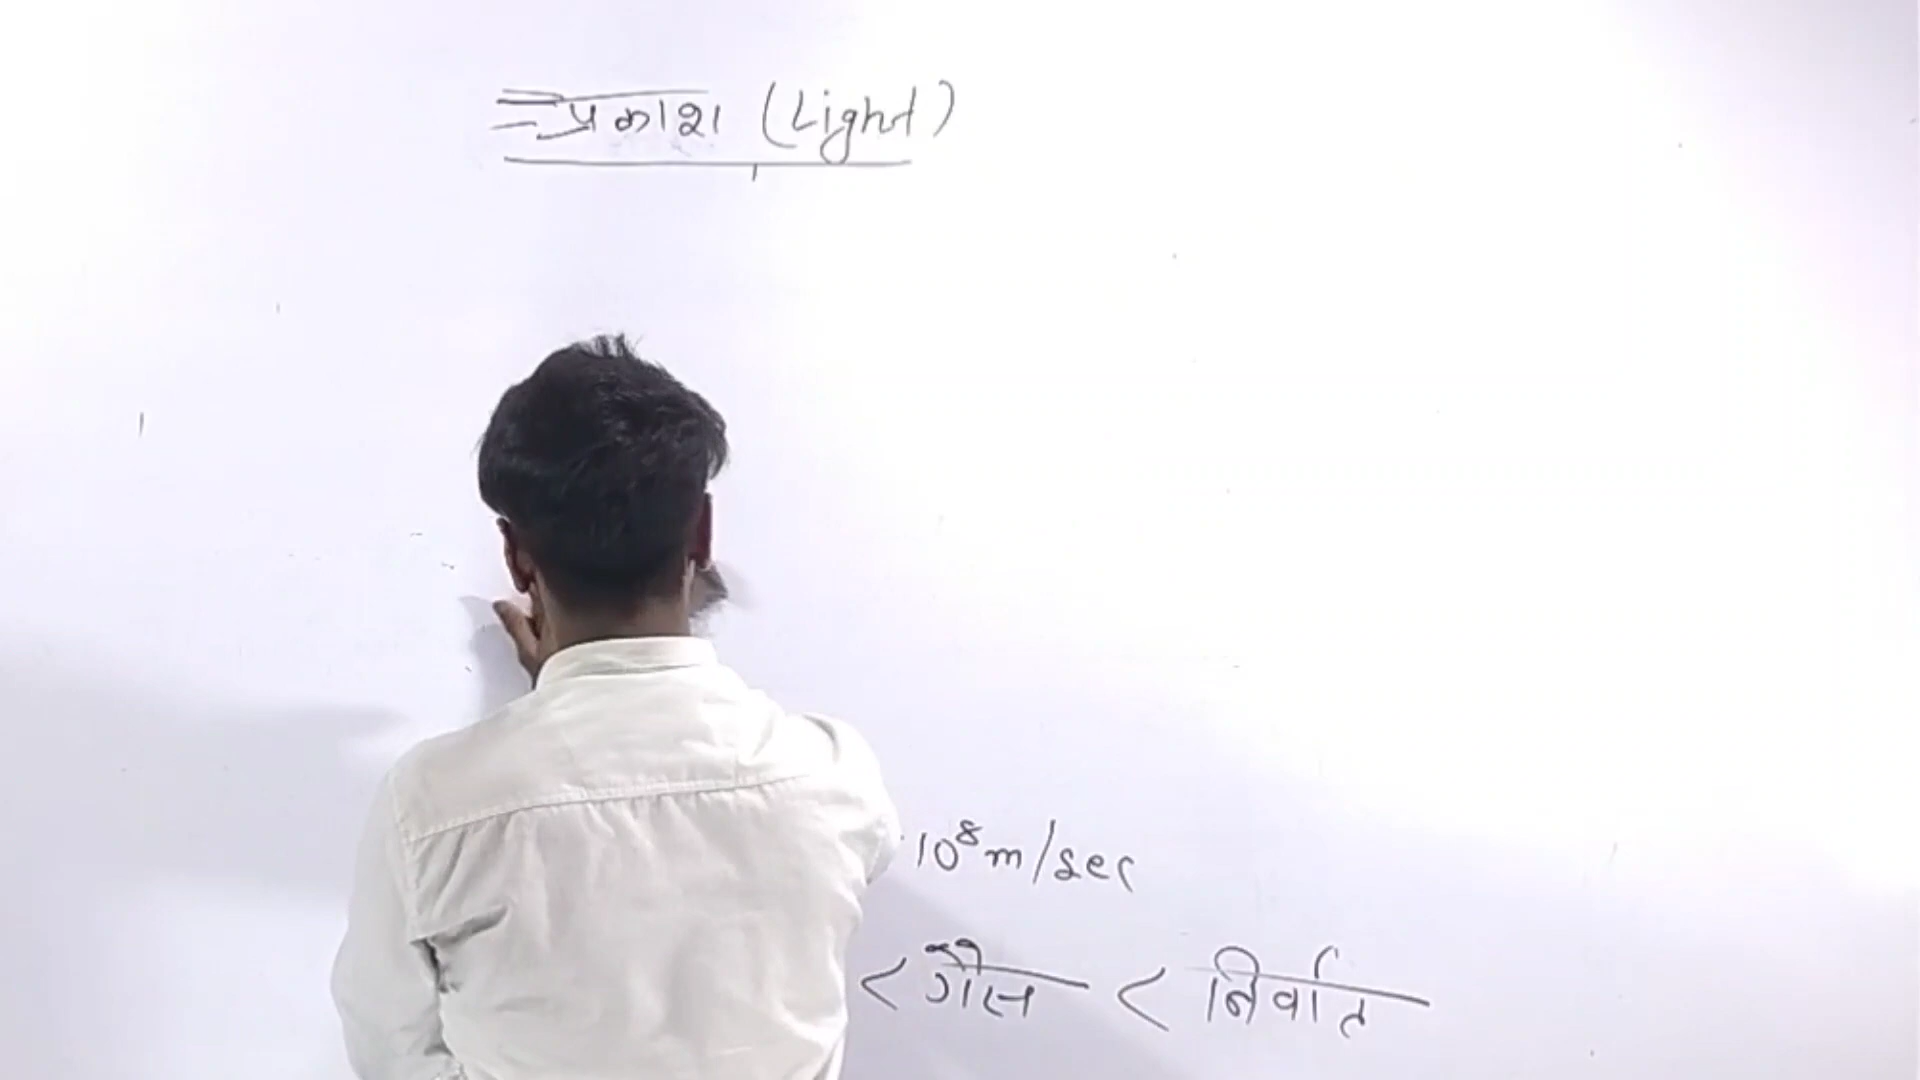 प्रकाश (Light)
10⁸ m/sec
< गैस < निर्वात